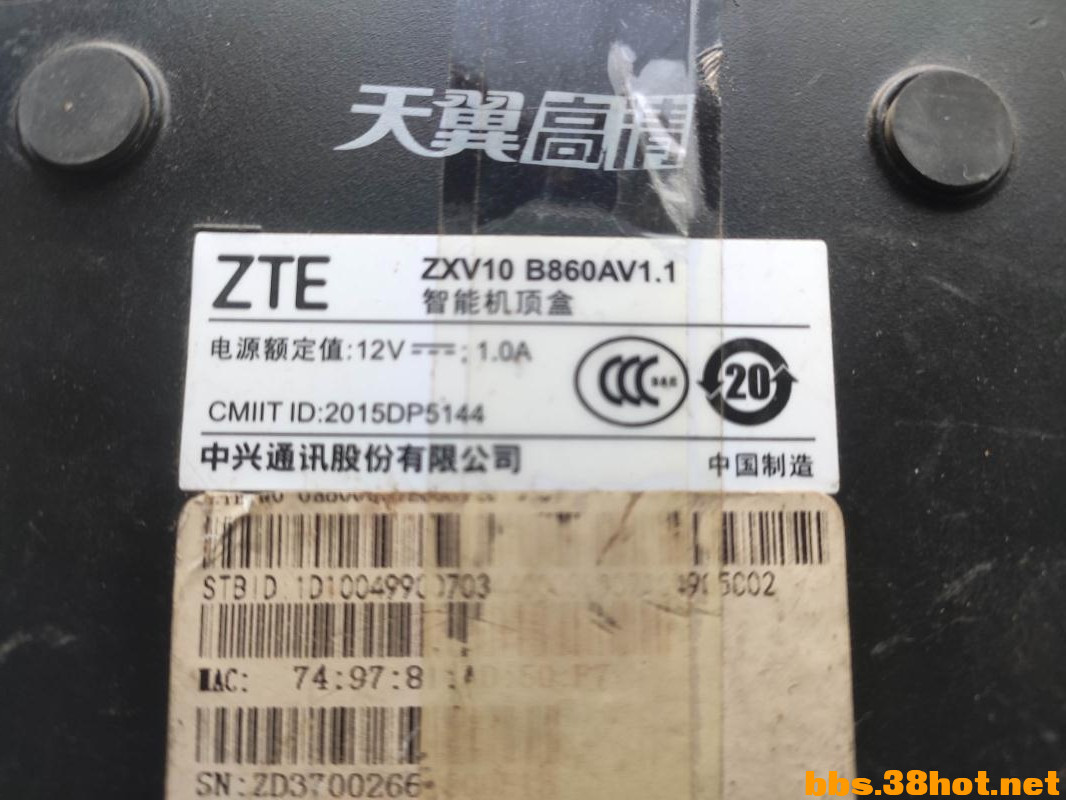 天翼高清
ZTE
ZXV10 B860AV1.1
智能机顶盒
电源额定值:12V⎓; 1.0A
CMIIT ID:2015DP5144
CCC S&E
20
中兴通讯股份有限公司
中国制造
STBID
MAC: 74:97:8
SN:ZD3700266
bbs.38hot.net